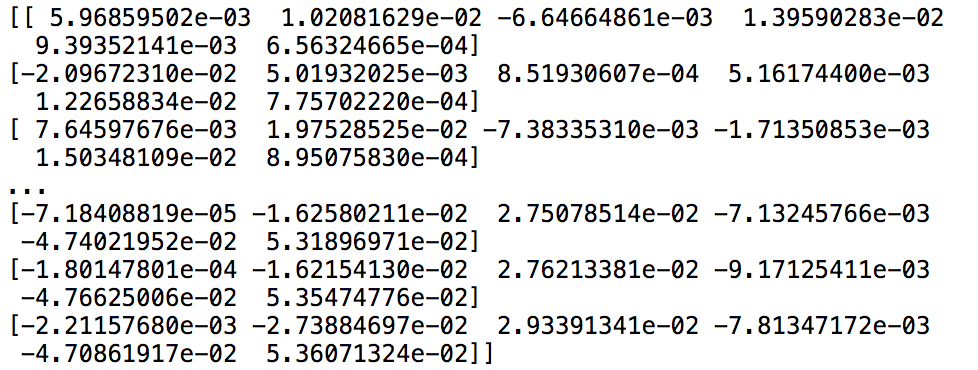 [[ 5.96859502e-03  1.02081629e-02 -6.64664861e-03  1.39590283e-02
   9.39352141e-03  6.56324665e-04]
[-2.09672310e-02  5.01932025e-03  8.51930607e-04  5.16174400e-03
  1.22658834e-02  7.75702220e-04]
[ 7.64597676e-03  1.97528525e-02 -7.38335310e-03 -1.71350853e-03
  1.50348109e-02  8.95075830e-04]
...
[-7.18408819e-05 -1.62580211e-02  2.75078514e-02 -7.13245766e-03
 -4.74021952e-02  5.31896971e-02]
[-1.80147801e-04 -1.62154130e-02  2.76213381e-02 -9.17125411e-03
 -4.76625006e-02  5.35474776e-02]
[-2.21157680e-03 -2.73884697e-02  2.93391341e-02 -7.81347172e-03
 -4.70861917e-02  5.36071324e-02]]